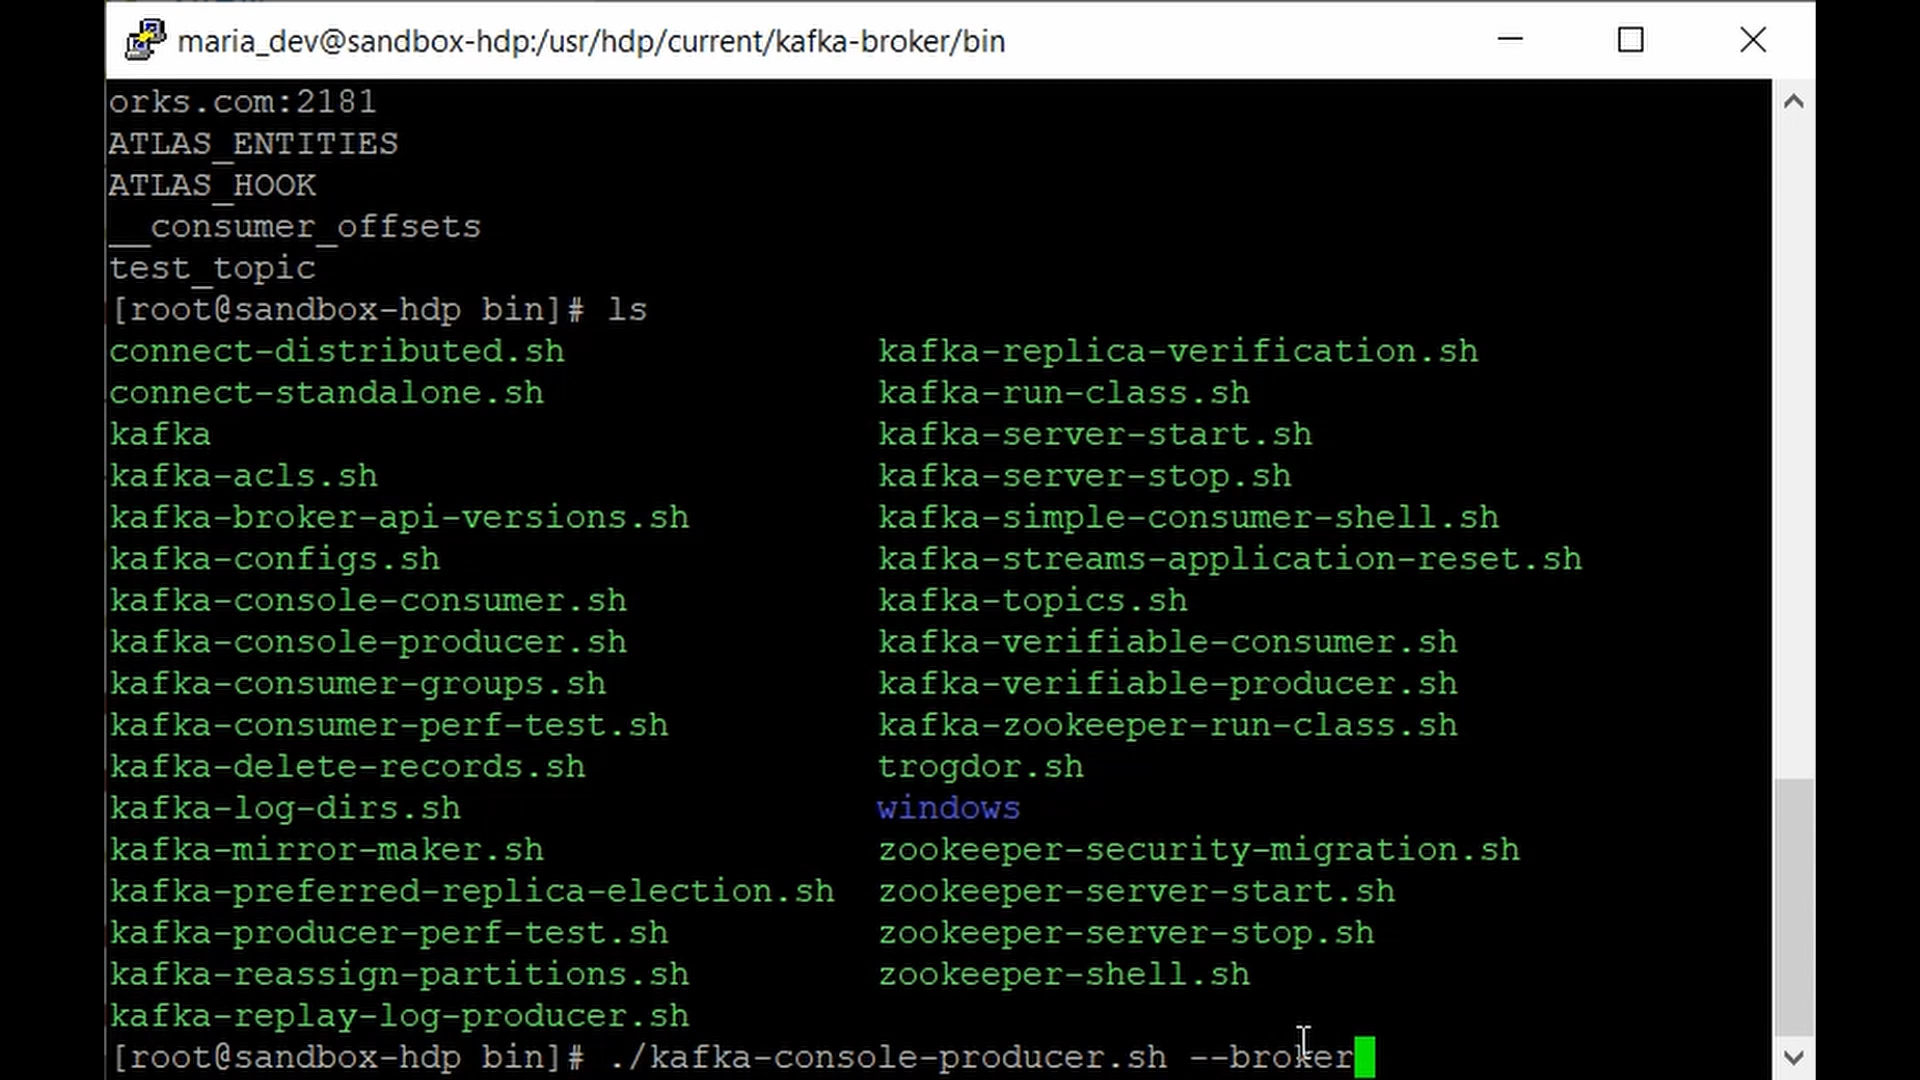 maria_dev@sandbox-hdp:/usr/hdp/current/kafka-broker/bin
orks.com:2181
ATLAS_ENTITIES
ATLAS_HOOK
__consumer_offsets
test_topic
[root@sandbox-hdp bin]# ls
connect-distributed.sh kafka-replica-verification.sh
connect-standalone.sh kafka-run-class.sh
kafka kafka-server-start.sh
kafka-acls.sh kafka-server-stop.sh
kafka-broker-api-versions.sh kafka-simple-consumer-shell.sh
kafka-configs.sh kafka-streams-application-reset.sh
kafka-console-consumer.sh kafka-topics.sh
kafka-console-producer.sh kafka-verifiable-consumer.sh
kafka-consumer-groups.sh kafka-verifiable-producer.sh
kafka-consumer-perf-test.sh kafka-zookeeper-run-class.sh
kafka-delete-records.sh trogdor.sh
kafka-log-dirs.sh windows
kafka-mirror-maker.sh zookeeper-security-migration.sh
kafka-preferred-replica-election.sh zookeeper-server-start.sh
kafka-producer-perf-test.sh zookeeper-server-stop.sh
kafka-reassign-partitions.sh zookeeper-shell.sh
kafka-replay-log-producer.sh
[root@sandbox-hdp bin]# ./kafka-console-producer.sh --broker